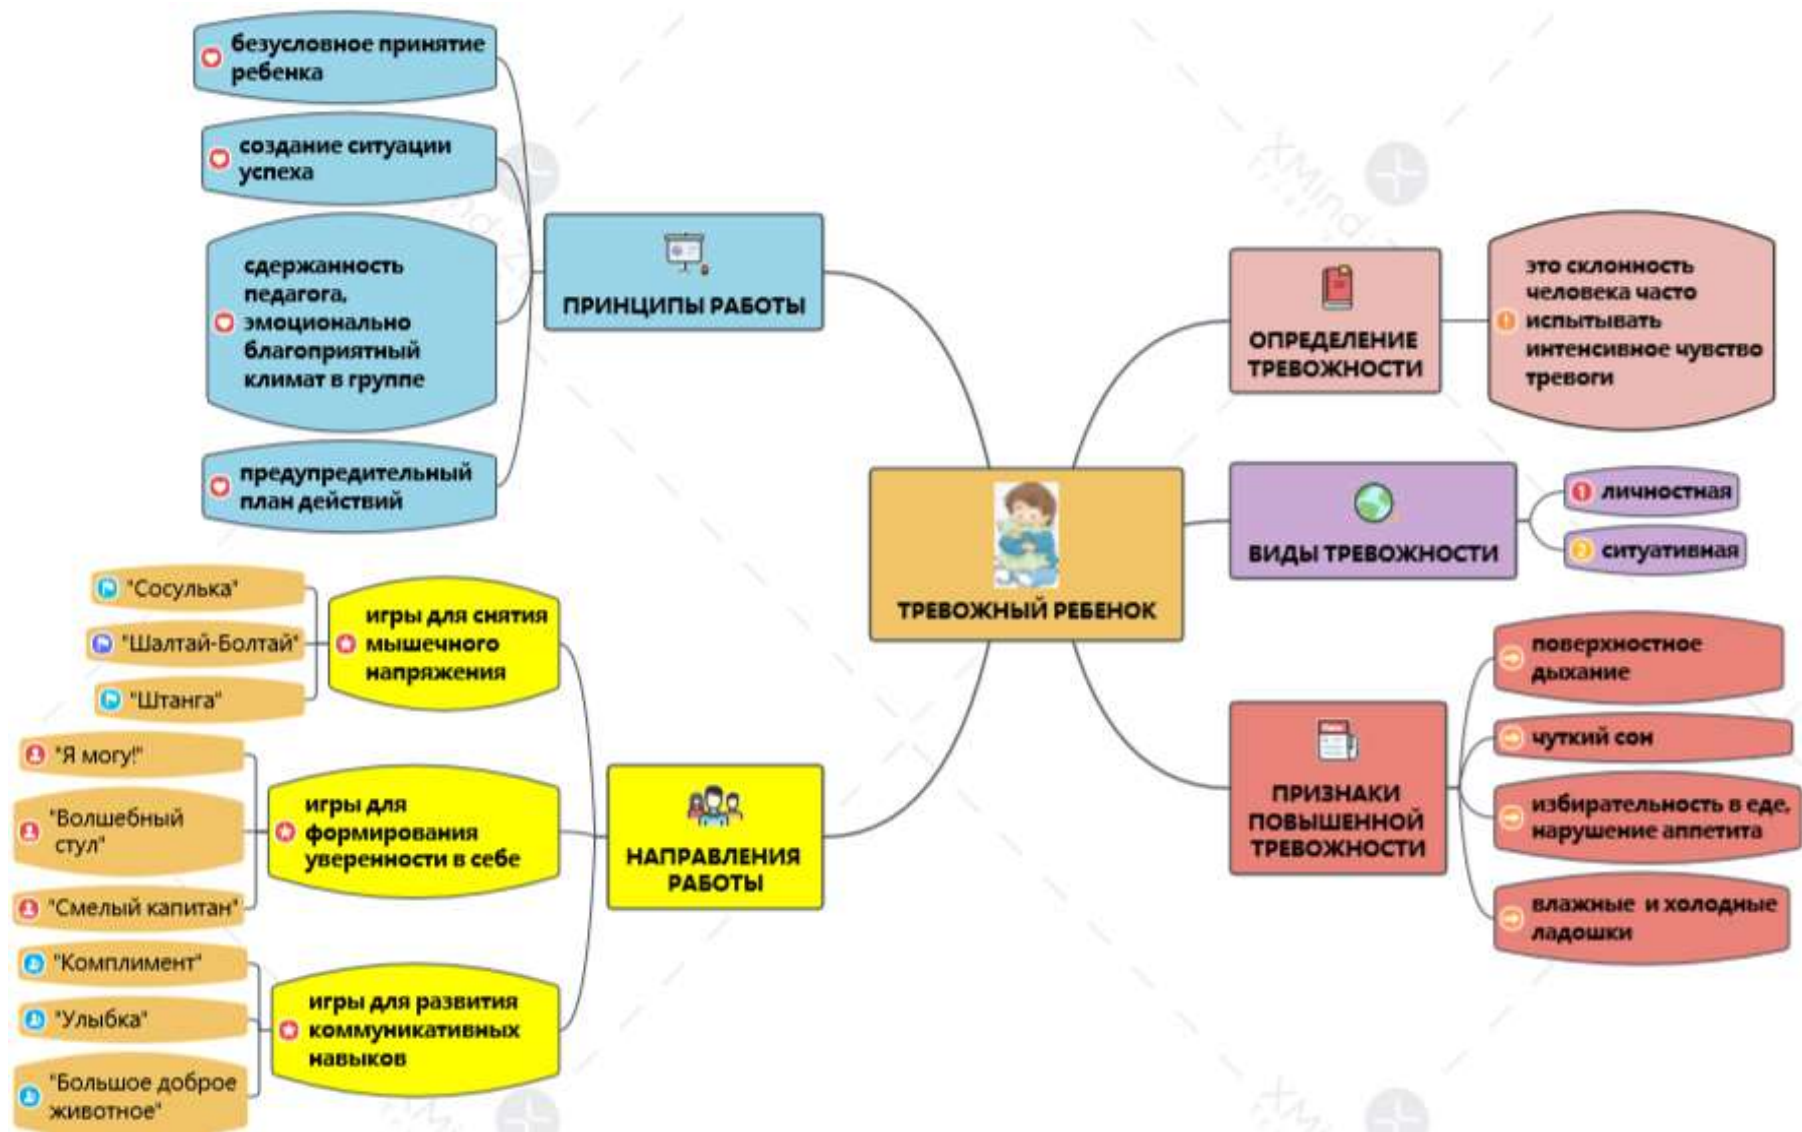 безусловное принятие
ребенка
создание ситуации
успеха
сдержанность
педагога,
эмоционально
благоприятный
климат в группе
предупредительный
план действий
ПРИНЦИПЫ РАБОТЫ
"Сосулька"
"Шалтай-Болтай"
"Штанга"
игры для снятия
мышечного
напряжения
"Я могу!"
"Волшебный
стул"
"Смелый капитан"
игры для
формирования
уверенности в себе
"Комплимент"
"Улыбка"
"Большое доброе
животное"
игры для развития
коммуникативных
навыков
НАПРАВЛЕНИЯ
РАБОТЫ
ТРЕВОЖНЫЙ РЕБЕНОК
ОПРЕДЕЛЕНИЕ
ТРЕВОЖНОСТИ
это склонность
человека часто
испытывать
интенсивное чувство
тревоги
ВИДЫ ТРЕВОЖНОСТИ
1 личностная
2 ситуативная
ПРИЗНАКИ
ПОВЫШЕННОЙ
ТРЕВОЖНОСТИ
поверхностное
дыхание
чуткий сон
избирательность в еде,
нарушение аппетита
влажные и холодные
ладошки
XMind